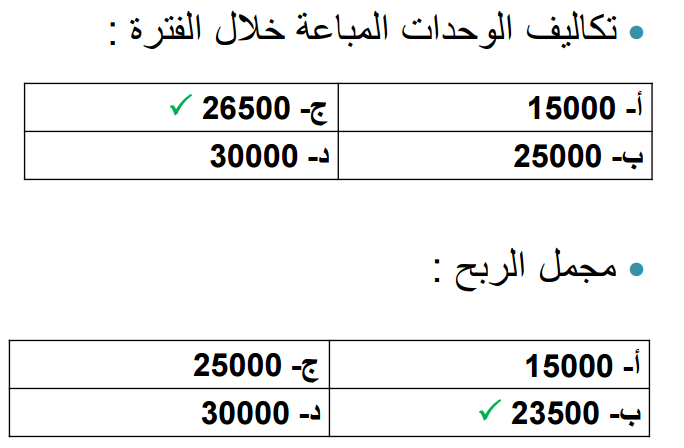 • تكاليف الوحدات المباعة خلال الفترة :
أ- 15000 ج- 26500 ✓
ب- 25000 د- 30000
• مجمل الربح :
أ- 15000 ج- 25000
ب- 23500 ✓ د- 30000